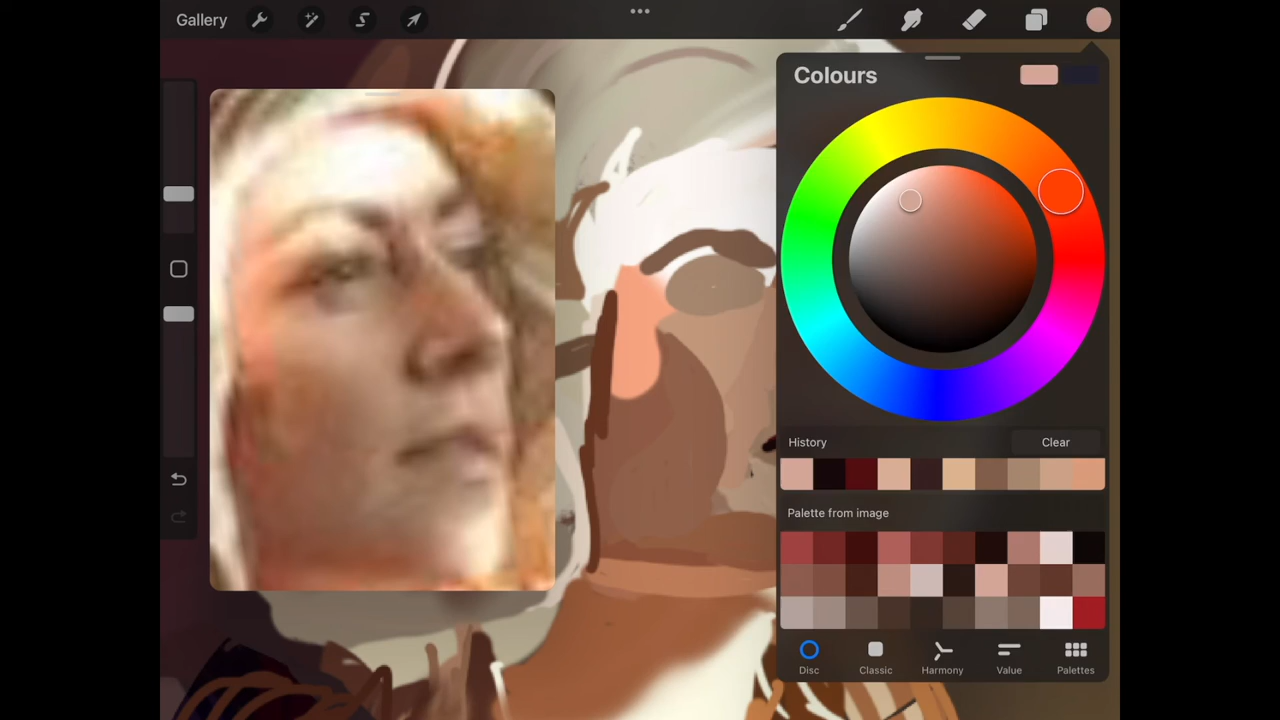 Gallery
Colours
History
Clear
Palette from image
Disc
Classic
Harmony
Value
Palettes